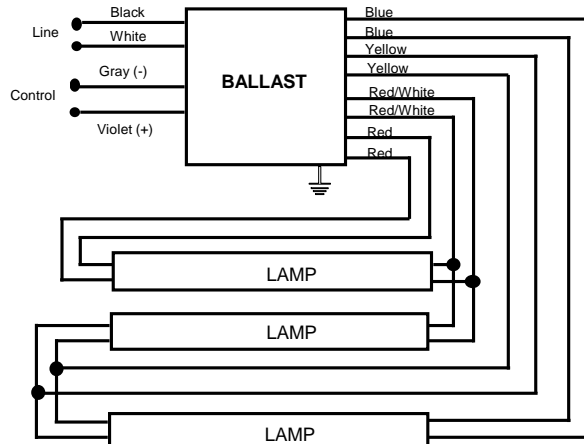 Line
Black
White
Control
Gray (-)
Violet (+)
BALLAST
Blue
Blue
Yellow
Yellow
Red/White
Red/White
Red
Red
LAMP
LAMP
LAMP